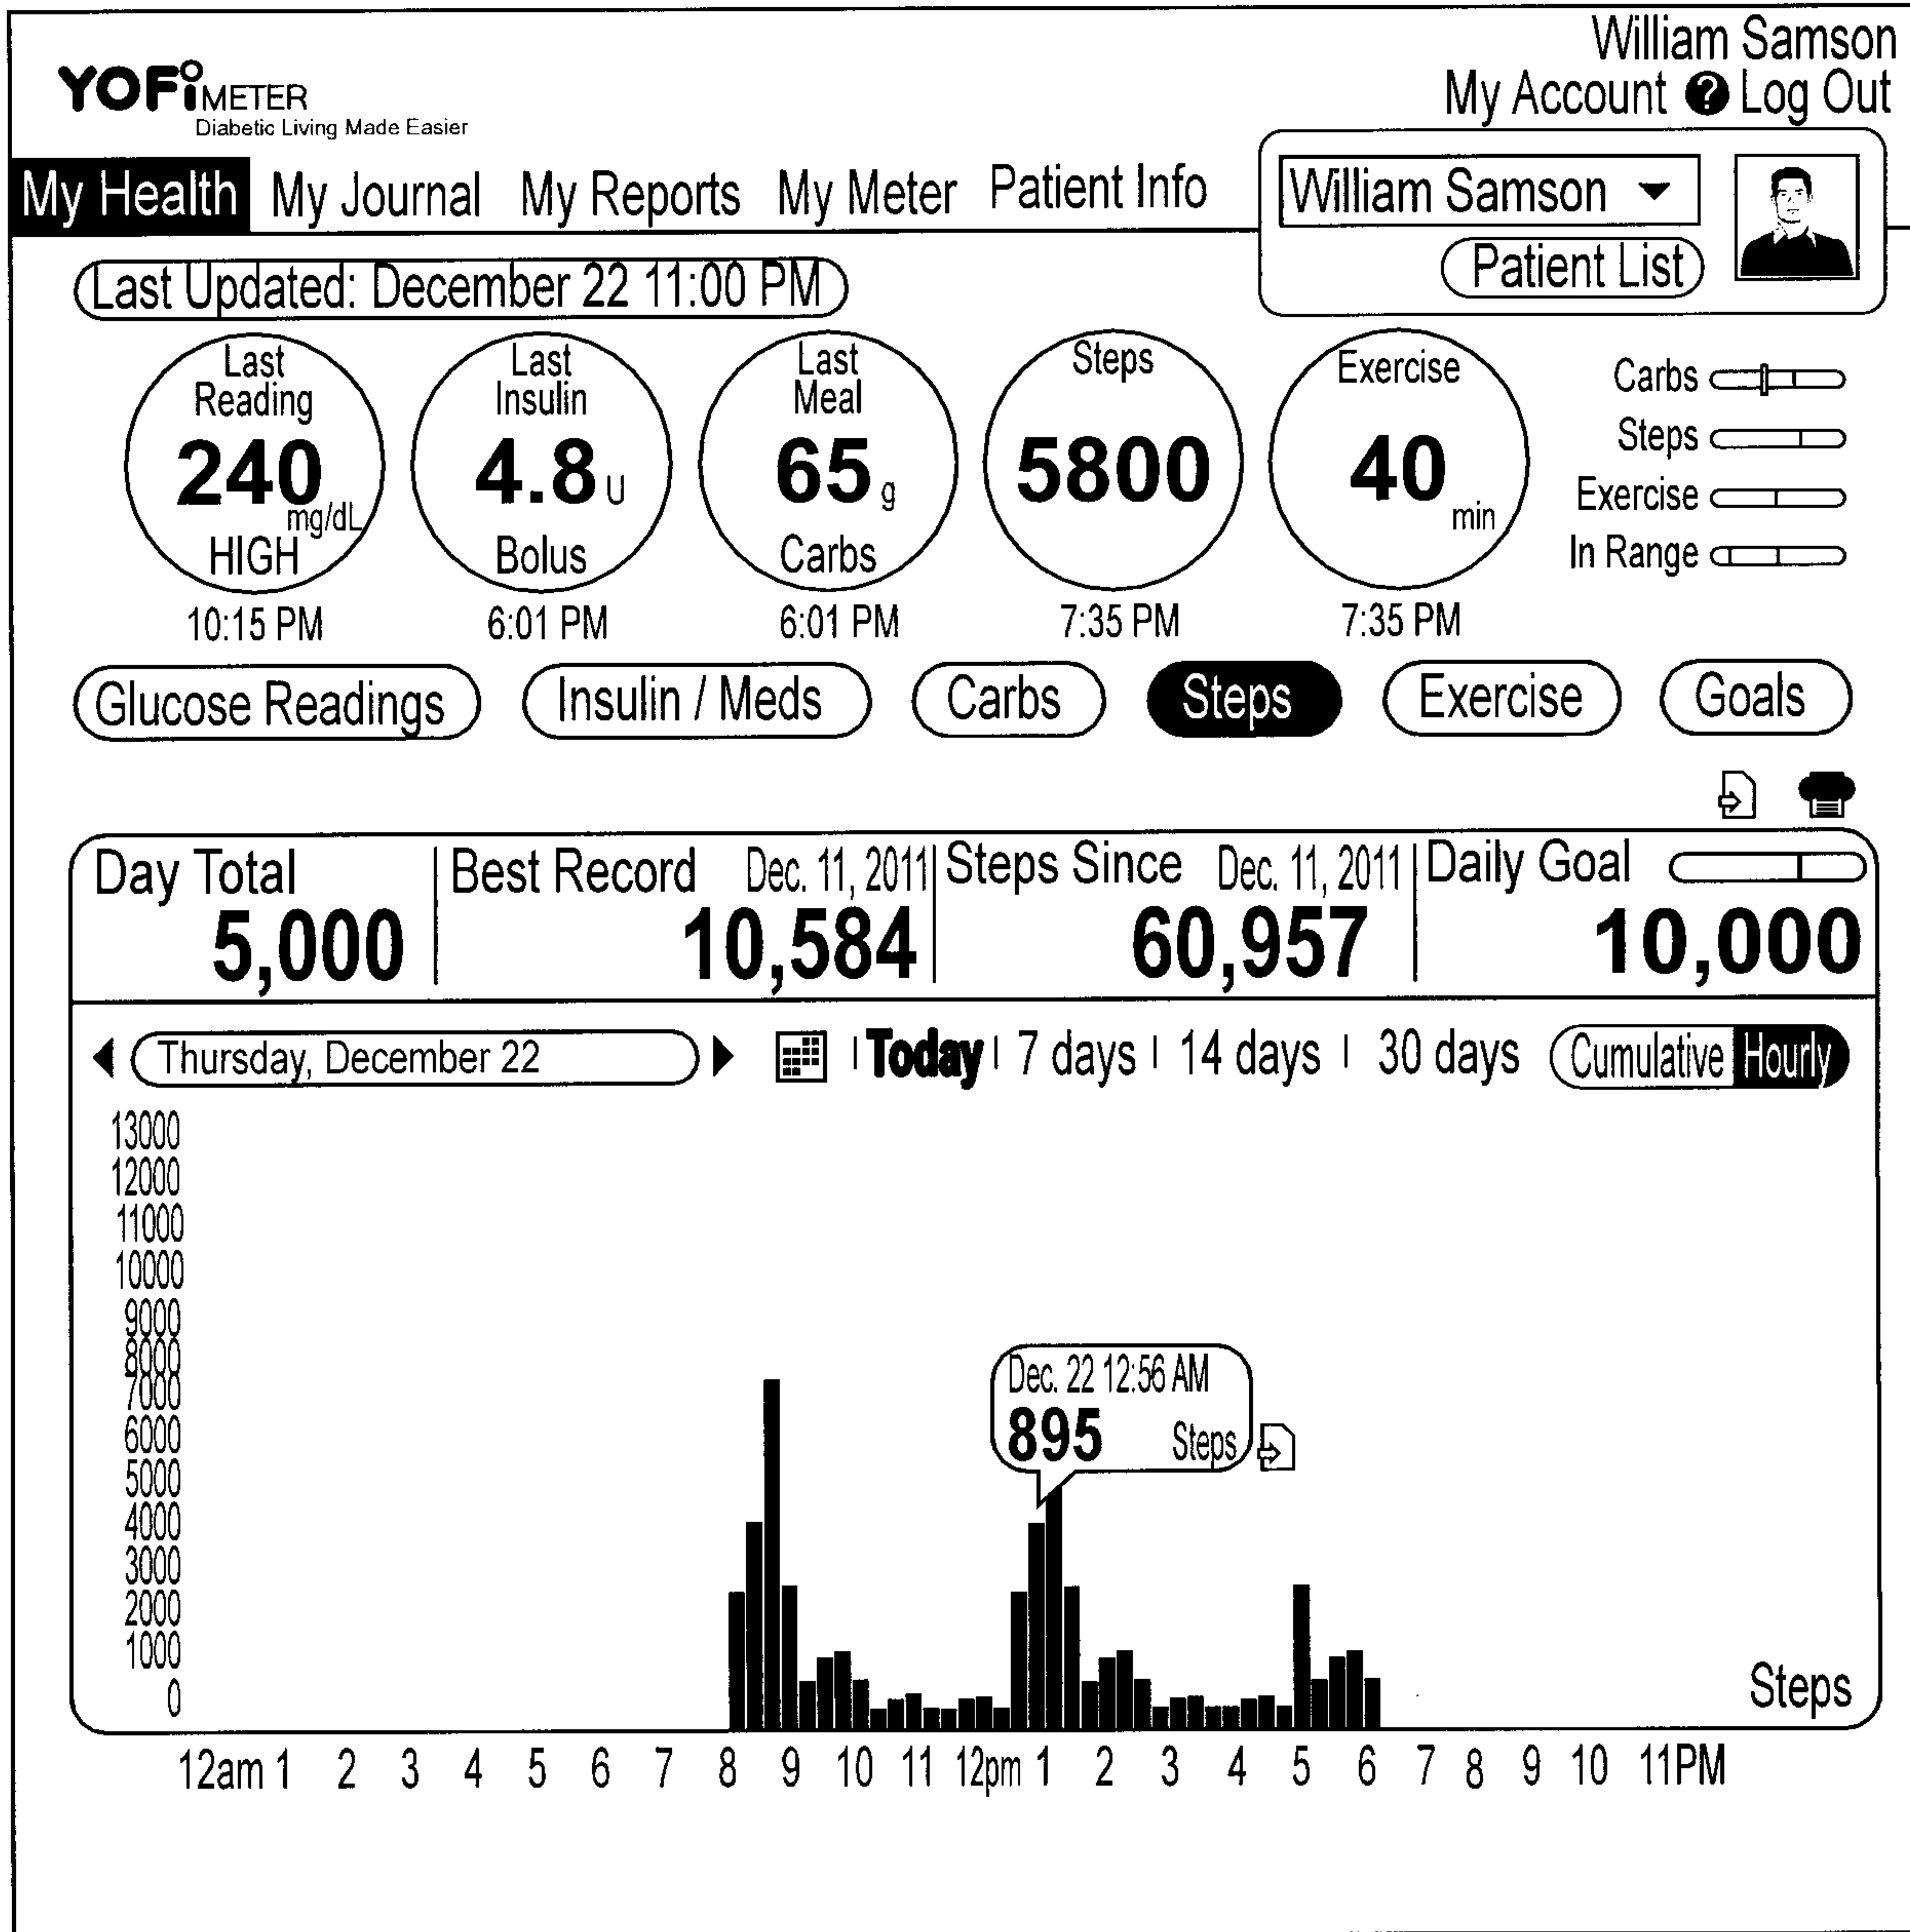 William Samson
YOFiMETER
My Account ? Log Out
Diabetic Living Made Easier
My Health My Journal My Reports My Meter Patient Info
William Samson
Patient List
Last Updated: December 22 11:00 PM
Last Reading
240 mg/dL
HIGH
10:15 PM
Last Insulin
4.8 U
Bolus
6:01 PM
Last Meal
65 g
Carbs
6:01 PM
Steps
5800
7:35 PM
Exercise
40 min
7:35 PM
Carbs
Steps
Exercise
In Range
Glucose Readings Insulin / Meds Carbs Steps Exercise Goals
Day Total
5,000
Best Record Dec. 11, 2011
10,584
Steps Since Dec. 11, 2011
60,957
Daily Goal
10,000
Thursday, December 22 Today 7 days 14 days 30 days Cumulative Hourly
13000
12000
11000
10000
9000
8000
7000
6000
5000
4000
3000
2000
1000
0
Dec. 22 12:56 AM
895 Steps
Steps
12am 1 2 3 4 5 6 7 8 9 10 11 12pm 1 2 3 4 5 6 7 8 9 10 11PM